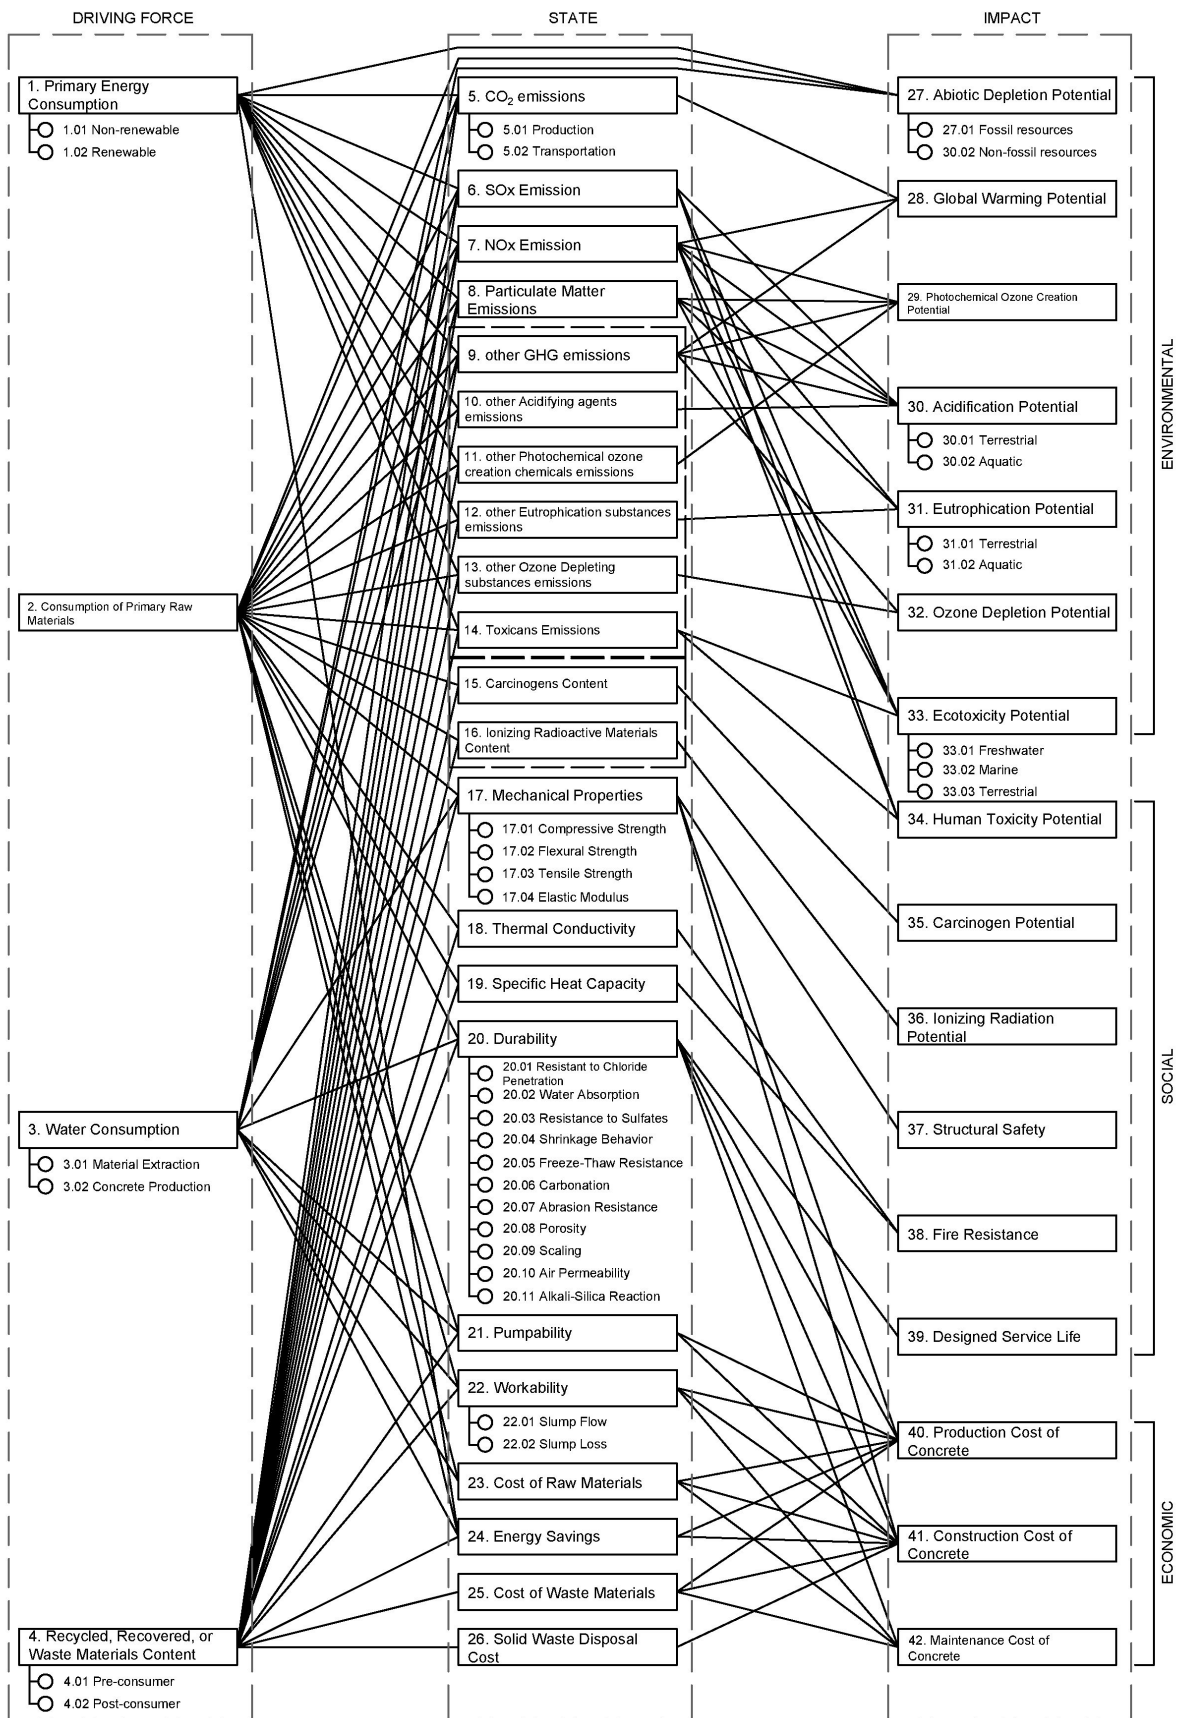 DRIVING FORCE
STATE
IMPACT
1. Primary Energy
Consumption
1.01 Non-renewable
1.02 Renewable
2. Consumption of Primary Raw
Materials
3. Water Consumption
3.01 Material Extraction
3.02 Concrete Production
4. Recycled, Recovered, or
Waste Materials Content
4.01 Pre-consumer
4.02 Post-consumer
5. CO2 emissions
5.01 Production
5.02 Transportation
6. SOx Emission
7. NOx Emission
8. Particulate Matter
Emissions
9. other GHG emissions
10. other Acidifying agents
emissions
11. other Photochemical ozone
creation chemicals emissions
12. other Eutrophication substances
emissions
13. other Ozone Depleting
substances emissions
14. Toxicans Emissions
15. Carcinogens Content
16. Ionizing Radioactive Materials
Content
17. Mechanical Properties
17.01 Compressive Strength
17.02 Flexural Strength
17.03 Tensile Strength
17.04 Elastic Modulus
18. Thermal Conductivity
19. Specific Heat Capacity
20. Durability
20.01 Resistant to Chloride
Penetration
20.02 Water Absorption
20.03 Resistance to Sulfates
20.04 Shrinkage Behavior
20.05 Freeze-Thaw Resistance
20.06 Carbonation
20.07 Abrasion Resistance
20.08 Porosity
20.09 Scaling
20.10 Air Permeability
20.11 Alkali-Silica Reaction
21. Pumpability
22. Workability
22.01 Slump Flow
22.02 Slump Loss
23. Cost of Raw Materials
24. Energy Savings
25. Cost of Waste Materials
26. Solid Waste Disposal
Cost
27. Abiotic Depletion Potential
27.01 Fossil resources
30.02 Non-fossil resources
28. Global Warming Potential
29. Photochemical Ozone Creation
Potential
30. Acidification Potential
30.01 Terrestrial
30.02 Aquatic
31. Eutrophication Potential
31.01 Terrestrial
31.02 Aquatic
32. Ozone Depletion Potential
33. Ecotoxicity Potential
33.01 Freshwater
33.02 Marine
33.03 Terrestrial
34. Human Toxicity Potential
35. Carcinogen Potential
36. Ionizing Radiation
Potential
37. Structural Safety
38. Fire Resistance
39. Designed Service Life
40. Production Cost of
Concrete
41. Construction Cost of
Concrete
42. Maintenance Cost of
Concrete
ENVIRONMENTAL
SOCIAL
ECONOMIC